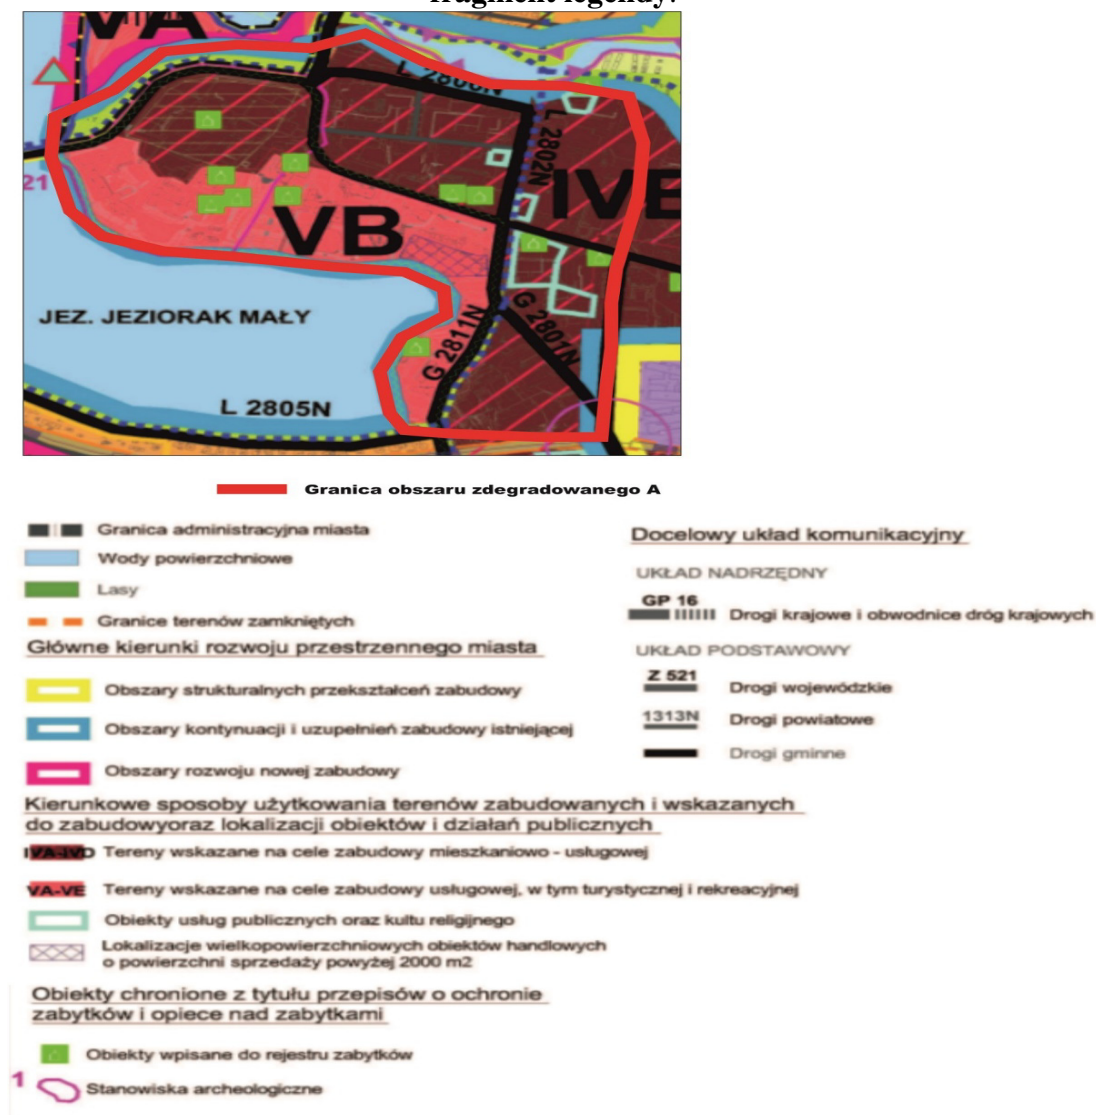 fragment legendy:
VA
L 2806N
L 2802N
IVB
21
VB
JEZ. JEZIORAK MAŁY
G 2811N
G 2801N
L 2805N
Granica obszaru zdegradowanego A
Granica administracyjna miasta
Wody powierzchniowe
Lasy
Granice terenów zamkniętych
Główne kierunki rozwoju przestrzennego miasta
Obszary strukturalnych przekształceń zabudowy
Obszary kontynuacji i uzupełnień zabudowy istniejącej
Obszary rozwoju nowej zabudowy
Docelowy układ komunikacyjny
UKŁAD NADRZĘDNY
GP 16
Drogi krajowe i obwodnice dróg krajowych
UKŁAD PODSTAWOWY
Z 521
Drogi wojewódzkie
1313N
Drogi powiatowe
Drogi gminne
Kierunkowe sposoby użytkowania terenów zabudowanych i wskazanych
do zabudowyoraz lokalizacji obiektów i działań publicznych
IVA-IVD Tereny wskazane na cele zabudowy mieszkaniowo - usługowej
VA-VE Tereny wskazane na cele zabudowy usługowej, w tym turystycznej i rekreacyjnej
Obiekty usług publicznych oraz kultu religijnego
Lokalizacje wielkopowierzchniowych obiektów handlowych
o powierzchni sprzedaży powyżej 2000 m2
Obiekty chronione z tytułu przepisów o ochronie
zabytków i opiece nad zabytkami
Obiekty wpisane do rejestru zabytków
1
Stanowiska archeologiczne